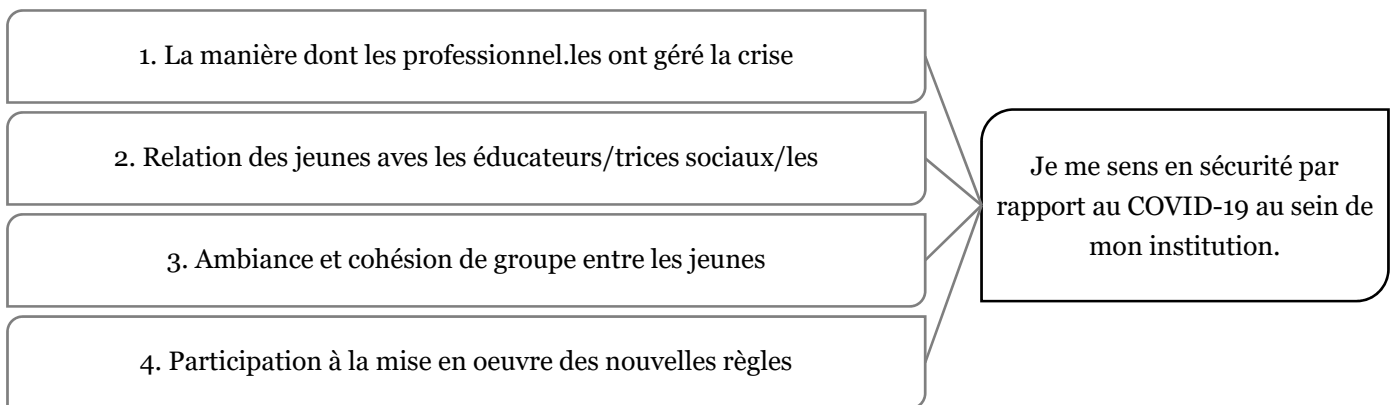 1. La manière dont les professionnel.les ont géré la crise
2. Relation des jeunes aves les éducateurs/trices sociaux/les
3. Ambiance et cohésion de groupe entre les jeunes
4. Participation à la mise en oeuvre des nouvelles règles
Je me sens en sécurité par
rapport au COVID-19 au sein de
mon institution.